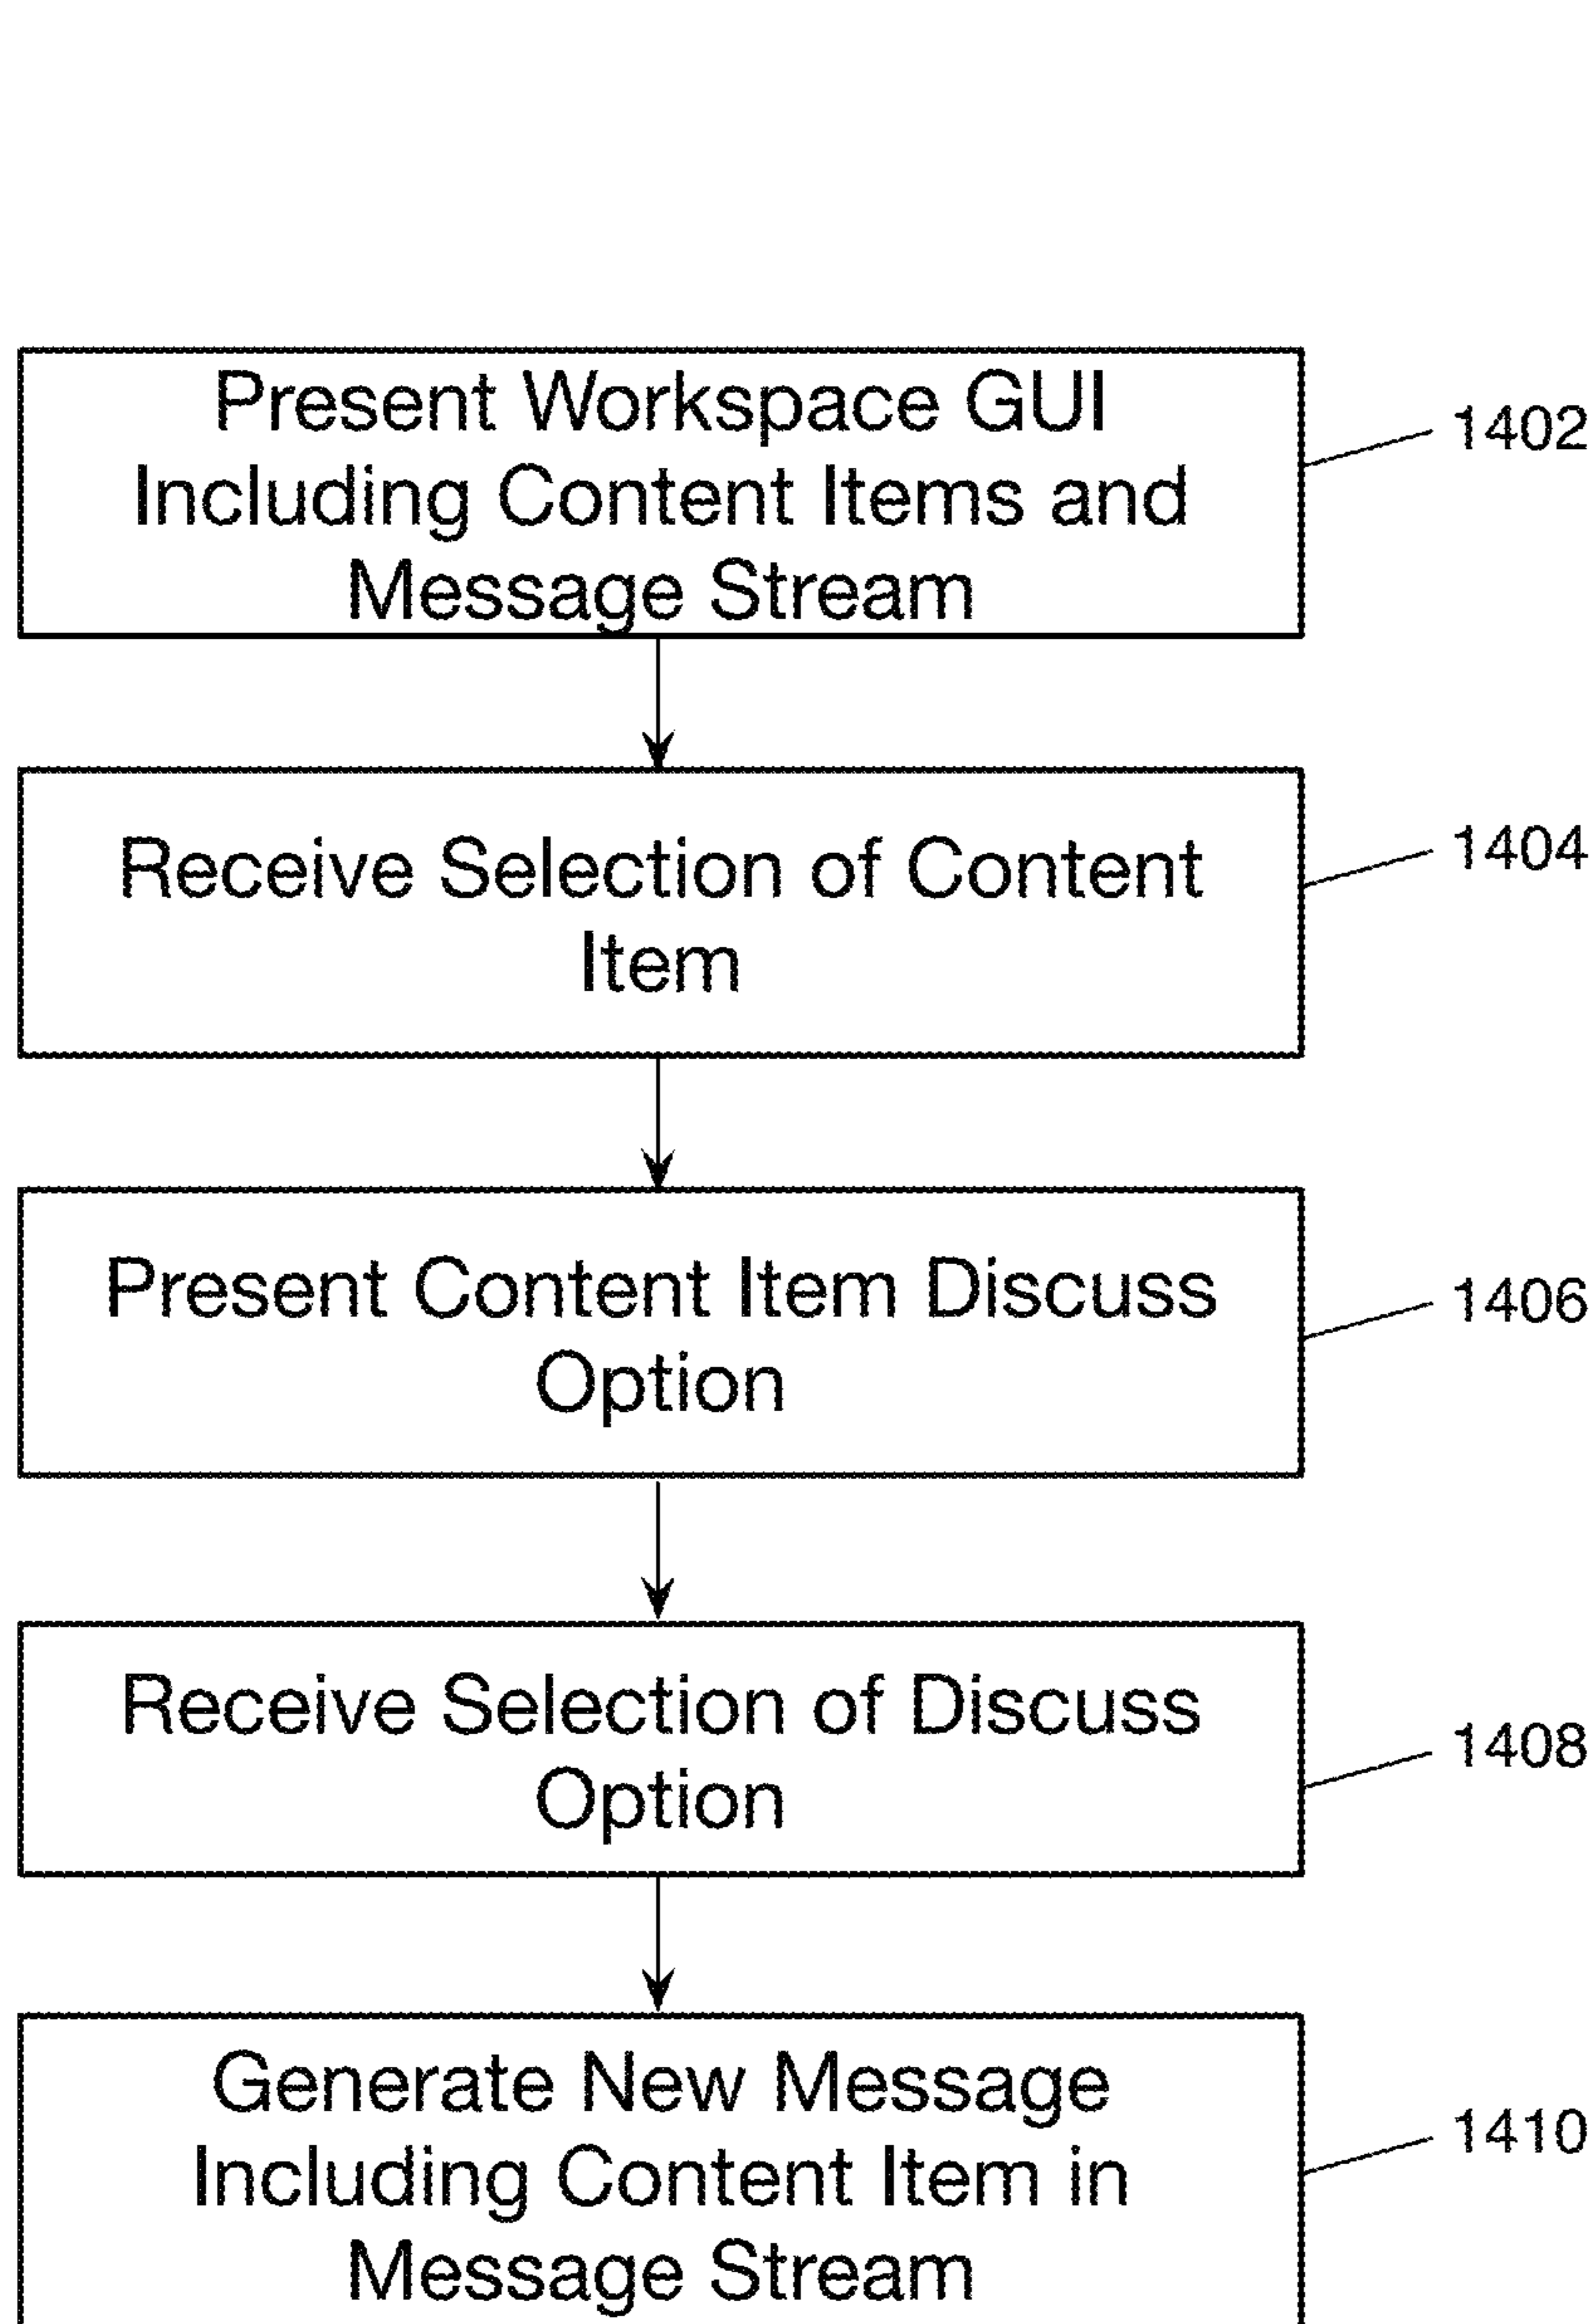 Present Workspace GUI
Including Content Items and
Message Stream
1402
Receive Selection of Content
Item
1404
Present Content Item Discuss
Option
1406
Receive Selection of Discuss
Option
1408
Generate New Message
Including Content Item in
Message Stream
1410